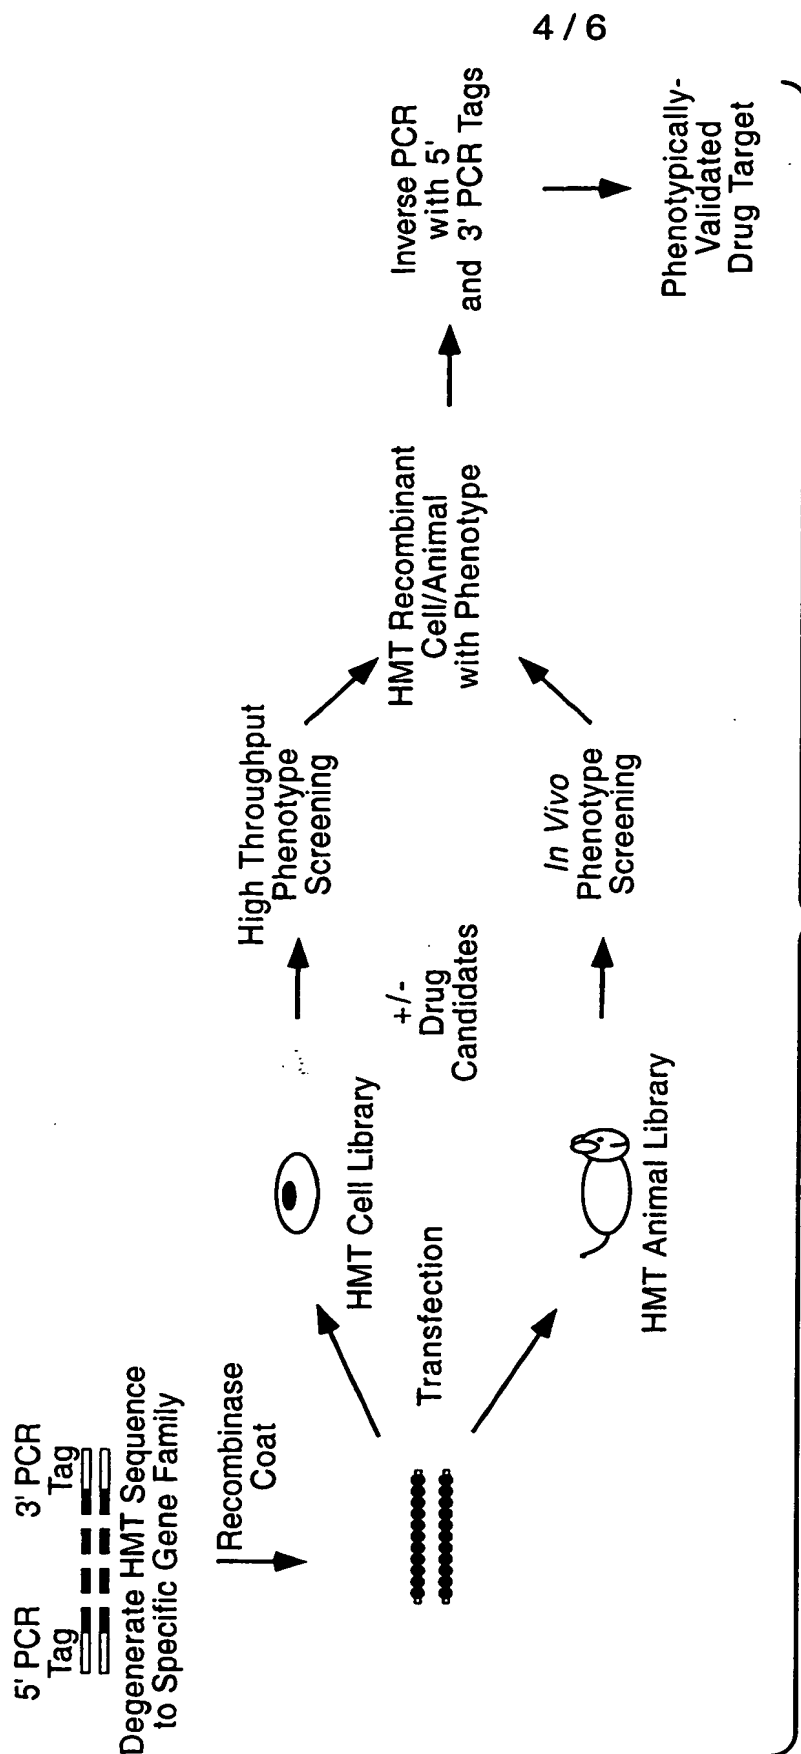 4 / 6
5' PCR
Tag
3' PCR
Tag
Degenerate HMT Sequence
to Specific Gene Family
Recombinase
Coat
Transfection
HMT Cell Library
HMT Animal Library
+/-
Drug
Candidates
High Throughput
Phenotype
Screening
In Vivo
Phenotype
Screening
HMT Recombinant
Cell/Animal
with Phenotype
Inverse PCR
with 5'
and 3' PCR Tags
Phenotypically-
Validated
Drug Target